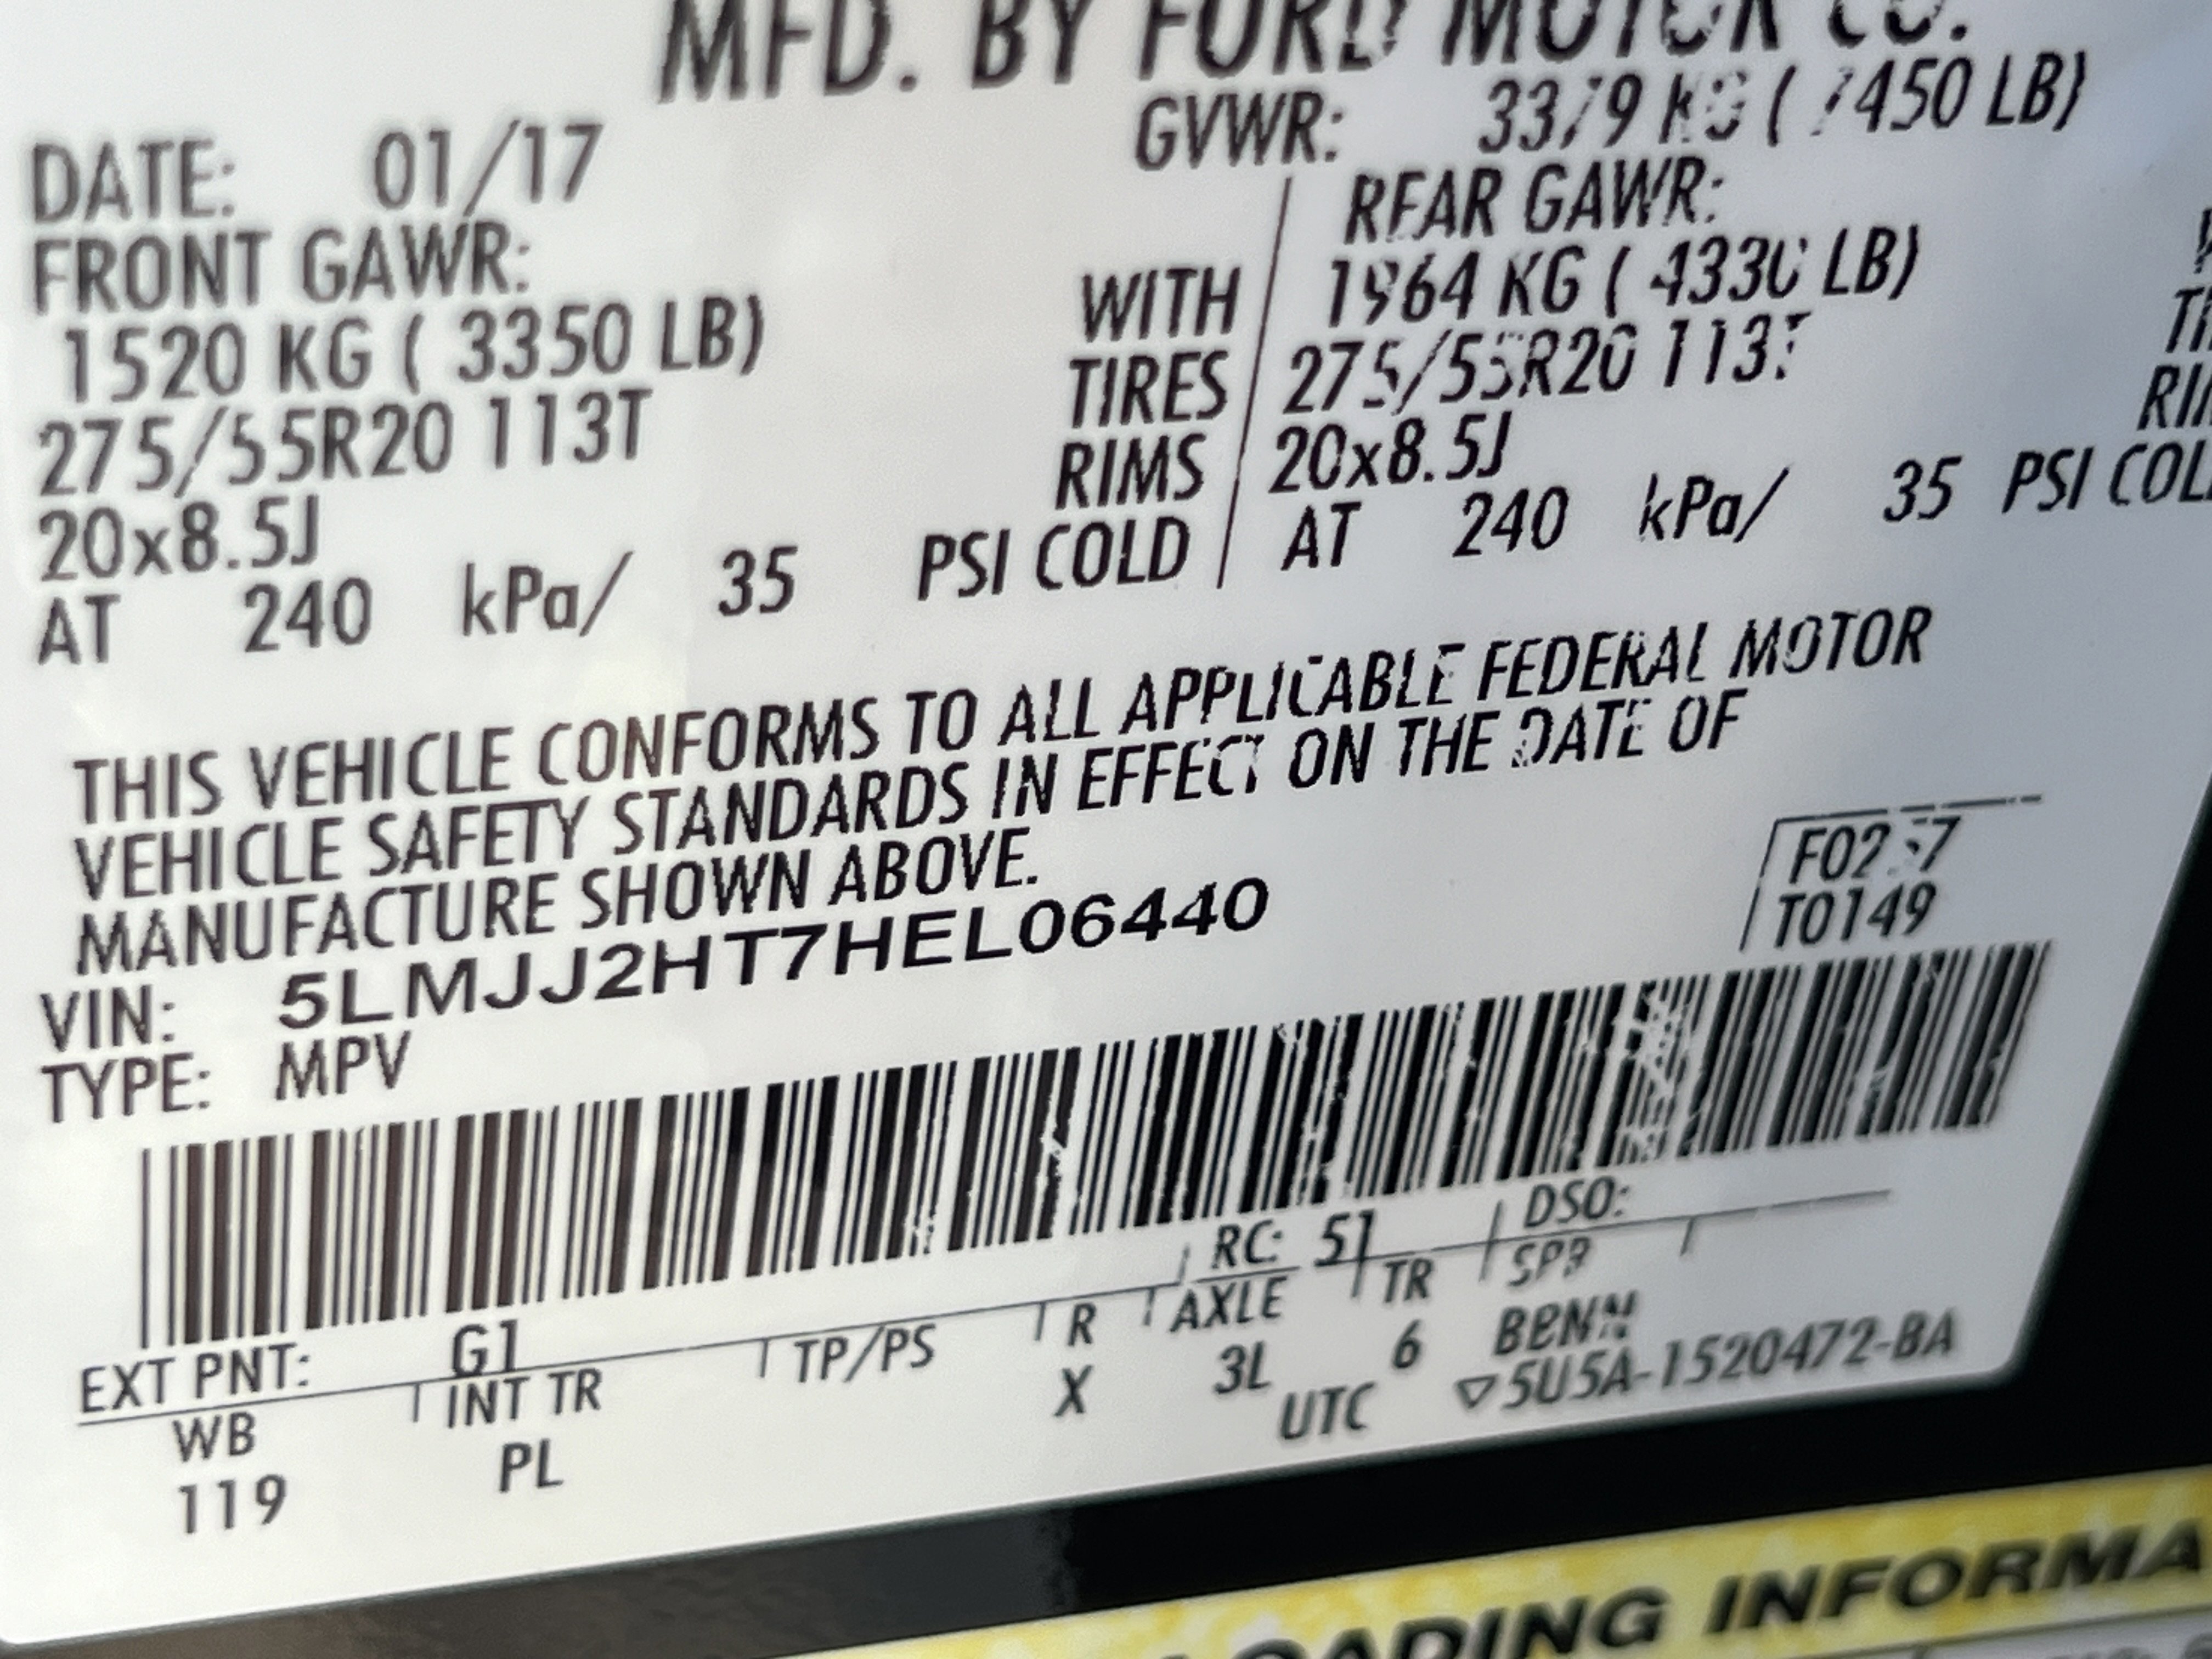 MFD. BY FORD MOTOR CO.
DATE: 01/17
GVWR: 3379 KG ( 7450 LB)
FRONT GAWR:
1520 KG ( 3350 LB)
275/55R20 113T
20x8.5J
AT 240 kPa/ 35 PSI COLD
WITH
TIRES
RIMS
REAR GAWR:
1964 KG ( 4330 LB)
275/55R20 113T
20x8.5J
AT 240 kPa/ 35 PSI COL
THIS VEHICLE CONFORMS TO ALL APPLICABLE FEDERAL MOTOR
VEHICLE SAFETY STANDARDS IN EFFECT ON THE DATE OF
MANUFACTURE SHOWN ABOVE.
VIN: 5LMJJ2HT7HEL06440
TYPE: MPV
T0149
EXT PNT: G1 RC: 51 DSO:
WB INT TR TP/PS R AXLE TR SPR
119 PL X 3L 6
UTC ▽5U5A-1520472-BA
LOADING INFORMA